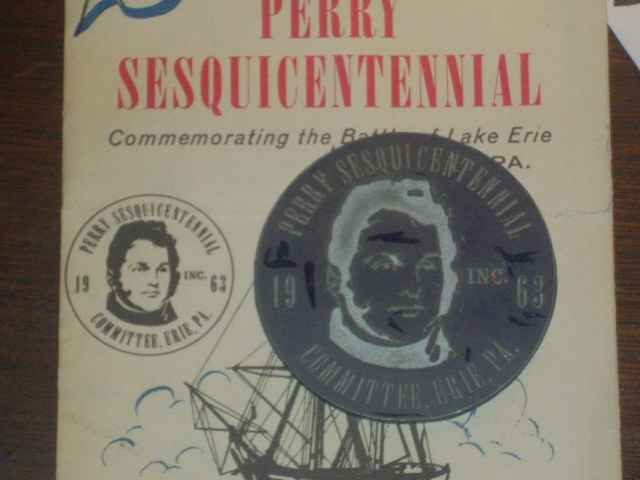 PERRY
SESQUICENTENNIAL
Commemorating the Battle of Lake Erie
PA.
PERRY SESQUICENTENNIAL
19 INC. 63
COMMITTEE, ERIE, PA.
PERRY SESQUICENTENNIAL
19 INC. 63
COMMITTEE, ERIE, PA.